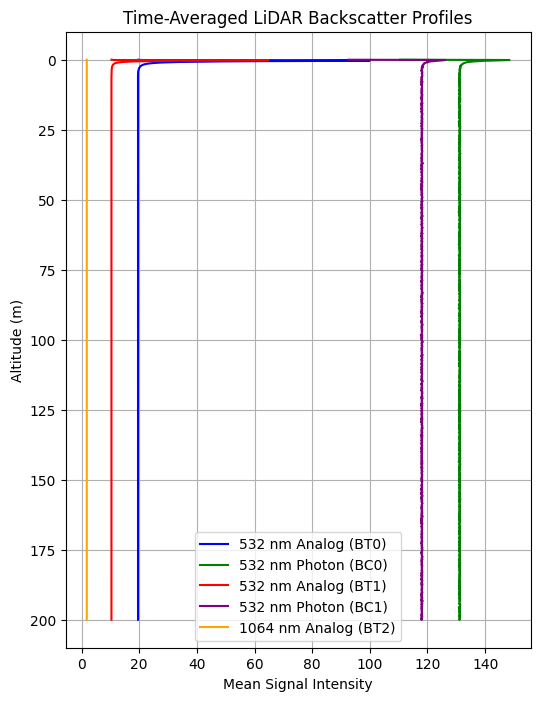 Time-Averaged LiDAR Backscatter Profiles
0
25
50
75
100
125
150
175
200
Altitude (m)
532 nm Analog (BT0)
532 nm Photon (BC0)
532 nm Analog (BT1)
532 nm Photon (BC1)
1064 nm Analog (BT2)
0 20 40 60 80 100 120 140
Mean Signal Intensity